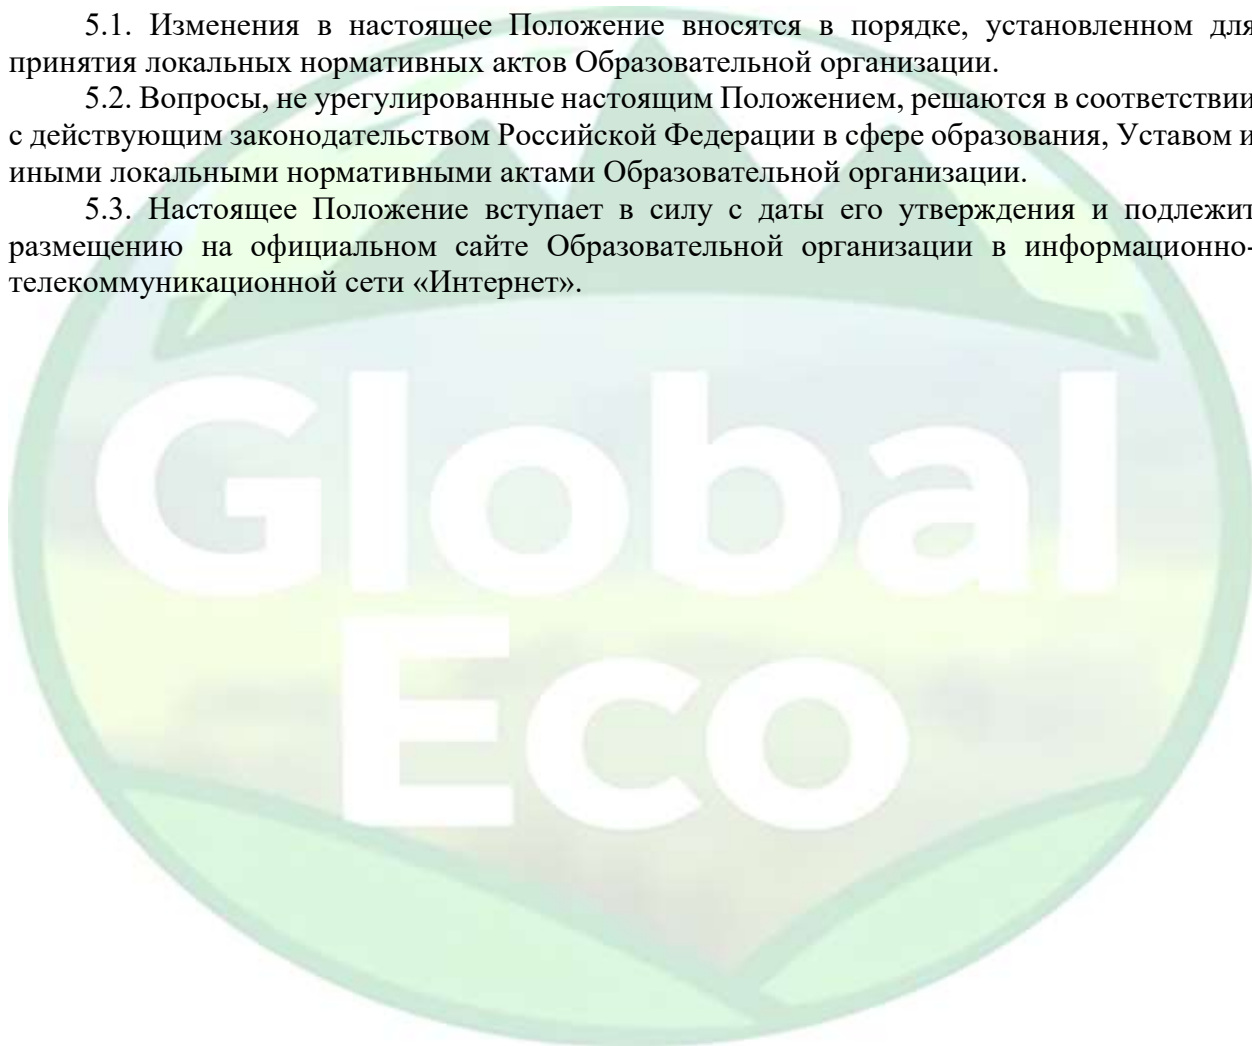 5.1. Изменения в настоящее Положение вносятся в порядке, установленном для
принятия локальных нормативных актов Образовательной организации.
5.2. Вопросы, не урегулированные настоящим Положением, решаются в соответствии
с действующим законодательством Российской Федерации в сфере образования, Уставом и
иными локальными нормативными актами Образовательной организации.
5.3. Настоящее Положение вступает в силу с даты его утверждения и подлежит
размещению на официальном сайте Образовательной организации в информационно-
телекоммуникационной сети «Интернет».
Global
Eco